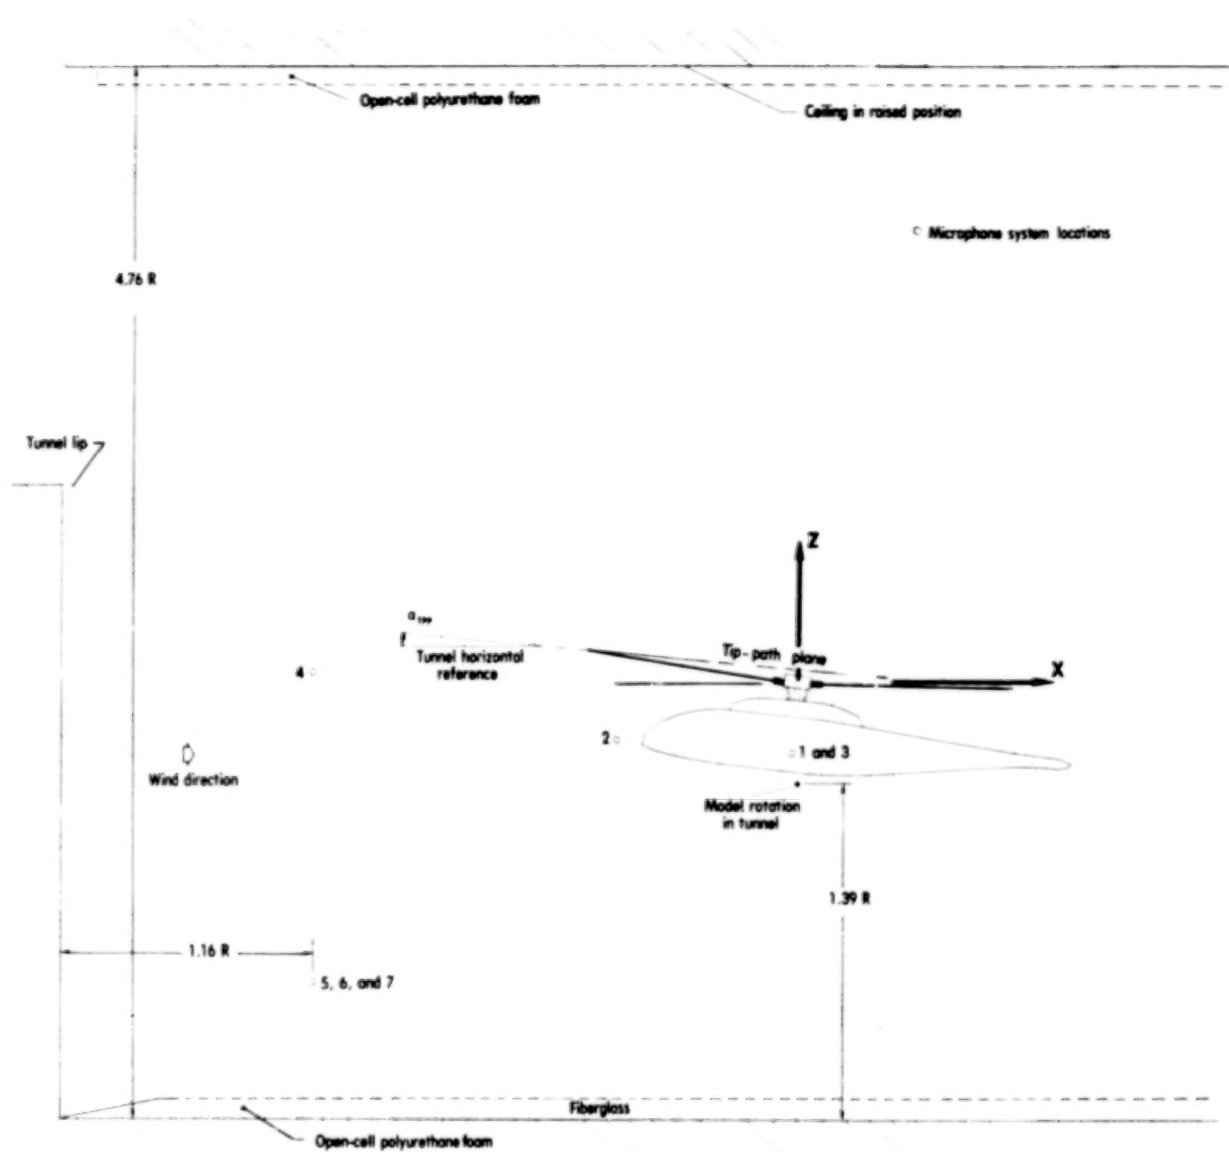 Open-cell polyurethane foam
Ceiling in raised position
Microphone system locations
4.76 R
Tunnel lip
Z
α
Tunnel horizontal
reference
Tip-path plane
X
4
2
1 and 3
Wind direction
Model rotation
in tunnel
1.39 R
1.16 R
5, 6, and 7
Fiberglass
Open-cell polyurethane foam